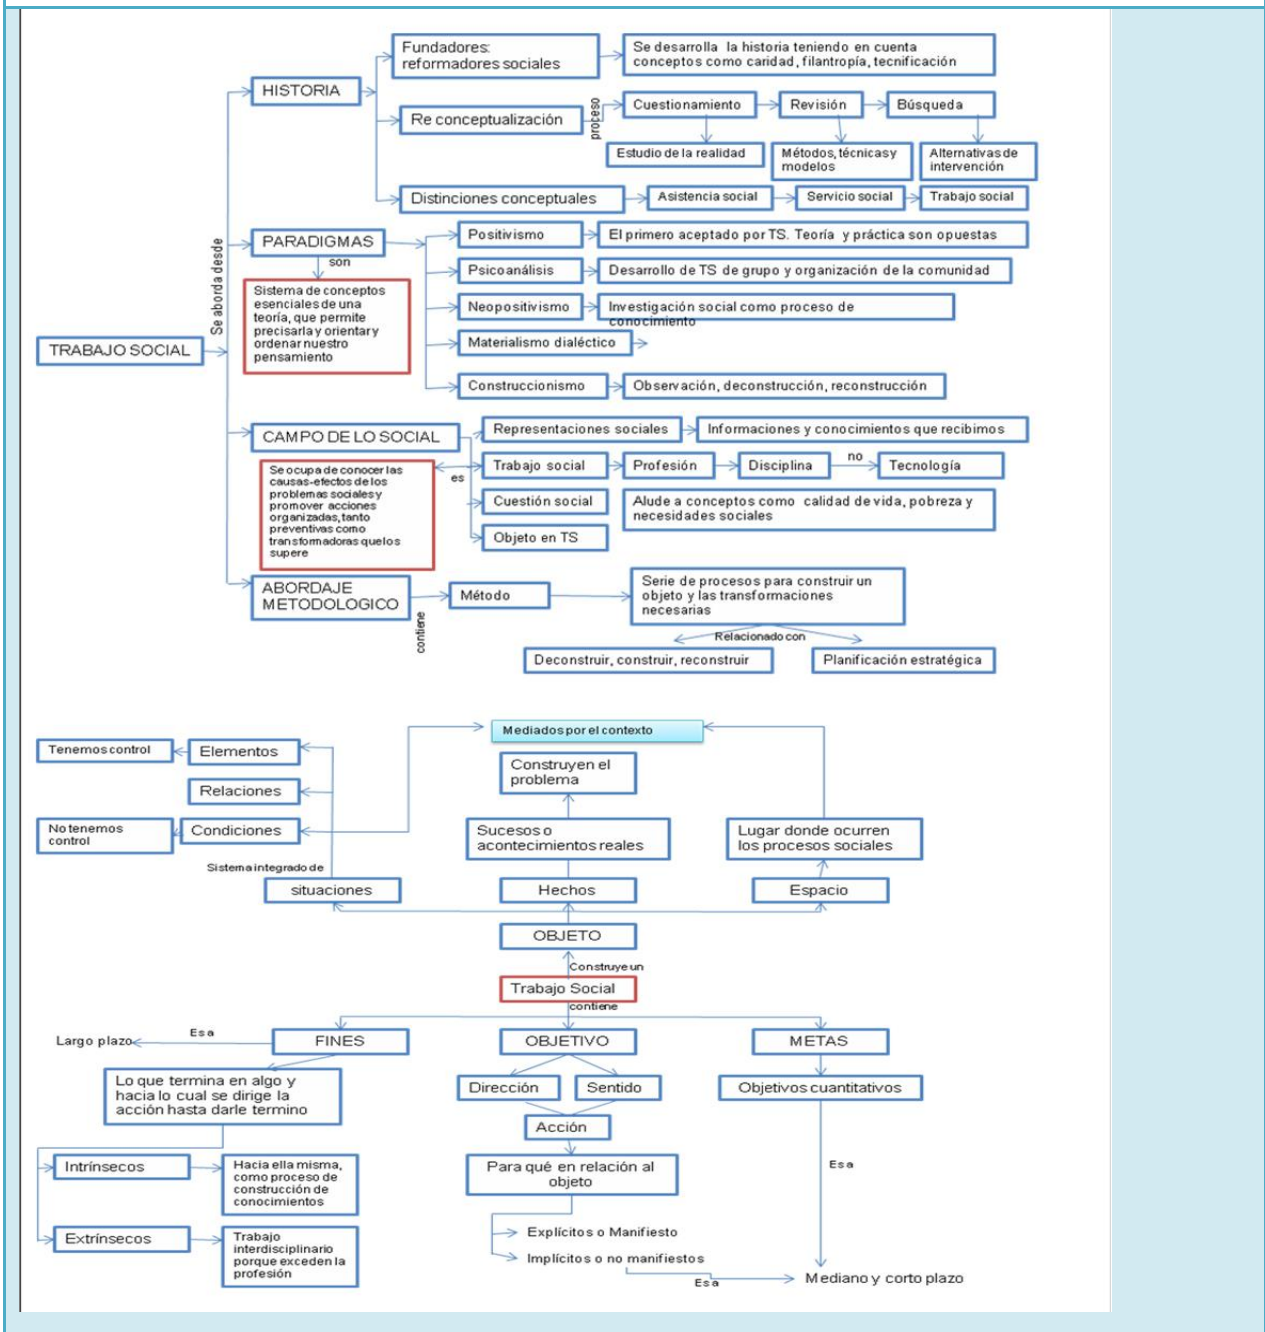 Fundadores:
reformadores sociales
Se desarrolla la historia teniendo en cuenta
conceptos como caridad, filantropía, tecnificación
HISTORIA
Re conceptualización
proceso
Cuestionamiento
Revisión
Búsqueda
Estudio de la realidad
Métodos, técnicas y
modelos
Alternativas de
intervención
Distinciones conceptuales
Asistencia social
Servicio social
Trabajo social
Se aborda desde
PARADIGMAS
son
Sistema de conceptos
esenciales de una
teoría, que permite
precisarla y orientar y
ordenar nuestro
pensamiento
Positivismo
El primero aceptado por TS. Teoría y práctica son opuestas
Psicoanálisis
Desarrollo de TS de grupo y organización de la comunidad
Neopositivismo
Investigación social como proceso de
conocimiento
Materialismo dialéctico
Construccionismo
Observación, deconstrucción, reconstrucción
TRABAJO SOCIAL
CAMPO DE LO SOCIAL
Representaciones sociales
Informaciones y conocimientos que recibimos
Se ocupa de conocer las
causas-efectos de los
problemas sociales y
promover acciones
organizadas, tanto
preventivas como
transformadoras que los
supere
es
Trabajo social
Profesión
Disciplina
no
Tecnología
Cuestión social
Alude a conceptos como calidad de vida, pobreza y
necesidades sociales
Objeto en TS
ABORDAJE
METODOLOGICO
contiene
Método
Serie de procesos para construir un
objeto y las transformaciones
necesarias
Relacionado con
Deconstruir, construir, reconstruir
Planificación estratégica
Mediados por el contexto
Tenemos control
Elementos
Construyen el
problema
Relaciones
No tenemos
control
Condiciones
Sucesos o
acontecimientos reales
Lugar donde ocurren
los procesos sociales
Sistema integrado de
situaciones
Hechos
Espacio
OBJETO
Construye un
Trabajo Social
contiene
Largo plazo
Es a
FINES
OBJETIVO
METAS
Lo que termina en algo y
hacia lo cual se dirige la
acción hasta darle termino
Dirección
Sentido
Objetivos cuantitativos
Acción
Intrínsecos
Hacia ella misma,
como proceso de
construcción de
conocimientos
Para qué en relación al
objeto
Es a
Extrínsecos
Trabajo
interdisciplinario
porque exceden la
profesión
Explícitos o Manifiesto
Implícitos o no manifiestos
Es a
Mediano y corto plazo